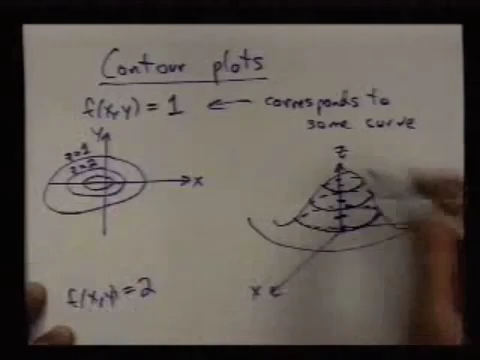 Contour plots
f(x,y) = 1 ← corresponds to
some curve
y
z=1
z=2
x
z
x
f(x,y) = 2